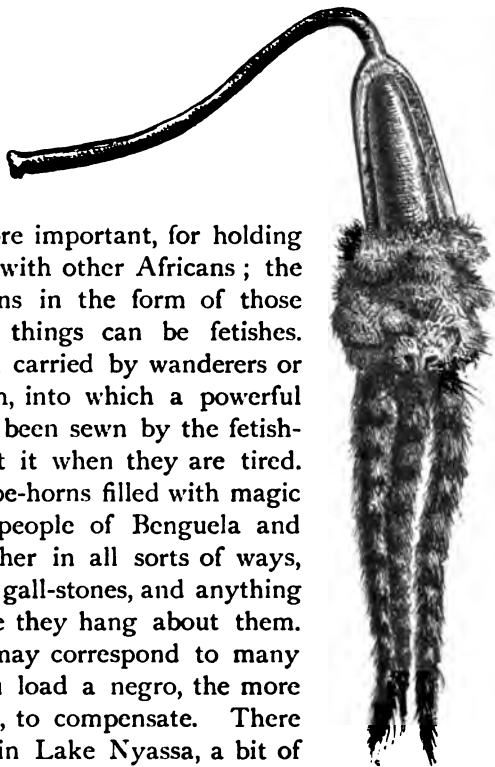 re important, for holding
with other Africans ; the
ns in the form of those
things can be fetishes.
carried by wanderers or
n, into which a powerful
been sewn by the fetish-
t it when they are tired.
pe-horns filled with magic
people of Benguela and
her in all sorts of ways,
gall-stones, and anything
e they hang about them.
may correspond to many
u load a negro, the more
, to compensate. There
in Lake Nyassa, a bit of